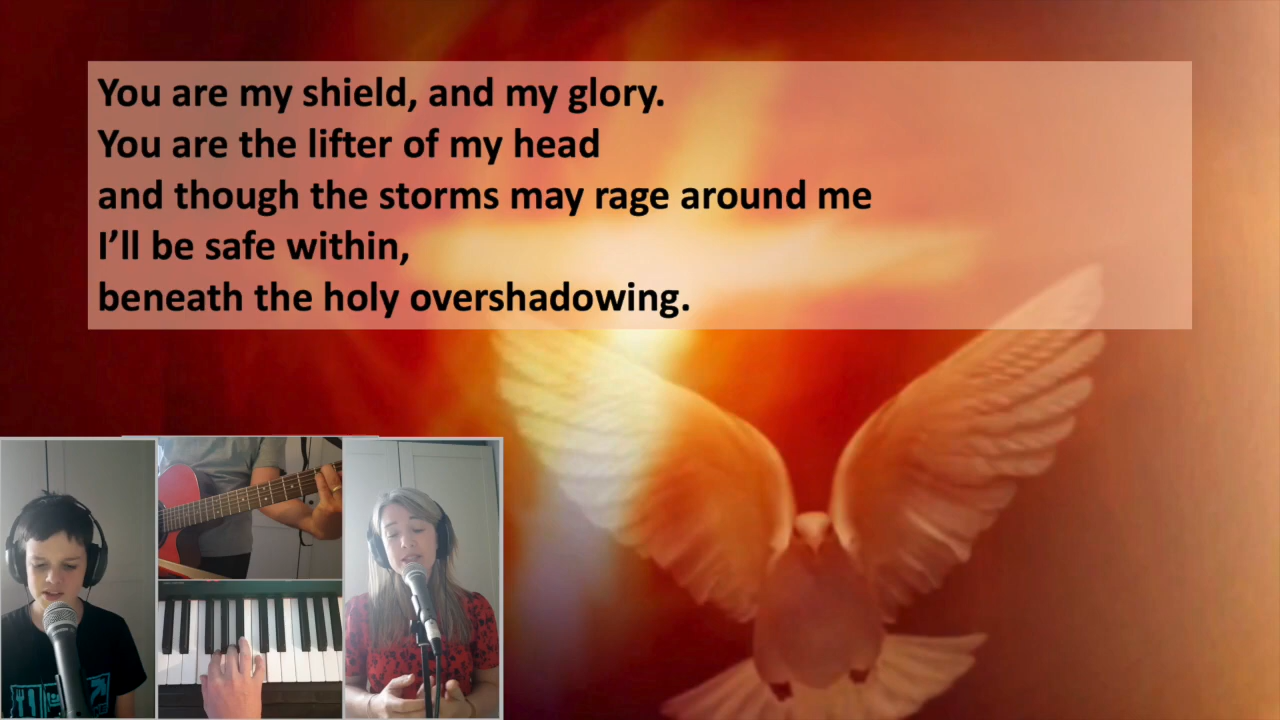 You are my shield, and my glory.
You are the lifter of my head
and though the storms may rage around me
I’ll be safe within,
beneath the holy overshadowing.